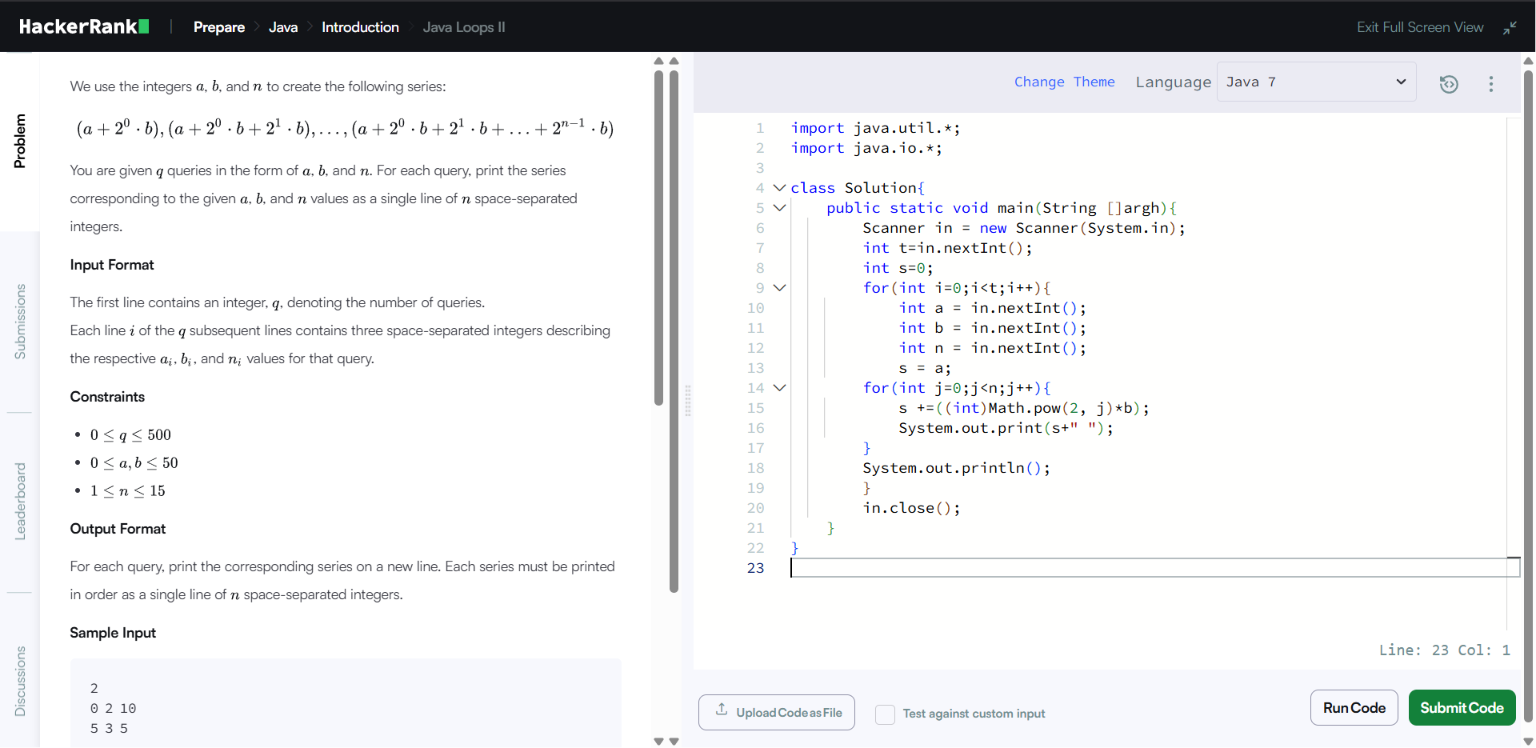 HackerRank | Prepare > Java > Introduction > Java Loops II Exit Full Screen View
Problem
Submissions
Leaderboard
Discussions
We use the integers a, b, and n to create the following series:
(a + 2⁰ · b), (a + 2⁰ · b + 2¹ · b), . . . , (a + 2⁰ · b + 2¹ · b + . . . + 2ⁿ⁻¹ · b)
You are given q queries in the form of a, b, and n. For each query, print the series
corresponding to the given a, b, and n values as a single line of n space-separated
integers.
Input Format
The first line contains an integer, q, denoting the number of queries.
Each line i of the q subsequent lines contains three space-separated integers describing
the respective aᵢ, bᵢ, and nᵢ values for that query.
Constraints
• 0 ≤ q ≤ 500
• 0 ≤ a, b ≤ 50
• 1 ≤ n ≤ 15
Output Format
For each query, print the corresponding series on a new line. Each series must be printed
in order as a single line of n space-separated integers.
Sample Input
2
0 2 10
5 3 5
Change Theme Language Java 7
1 import java.util.*;
2 import java.io.*;
3
4 class Solution{
5 public static void main(String []argh){
6 Scanner in = new Scanner(System.in);
7 int t=in.nextInt();
8 int s=0;
9 for(int i=0;i<t;i++){
10 int a = in.nextInt();
11 int b = in.nextInt();
12 int n = in.nextInt();
13 s = a;
14 for(int j=0;j<n;j++){
15 s +=((int)Math.pow(2, j)*b);
16 System.out.print(s+" ");
17 }
18 System.out.println();
19 }
20 in.close();
21 }
22 }
23
Line: 23 Col: 1
Upload Code as File Test against custom input Run Code Submit Code